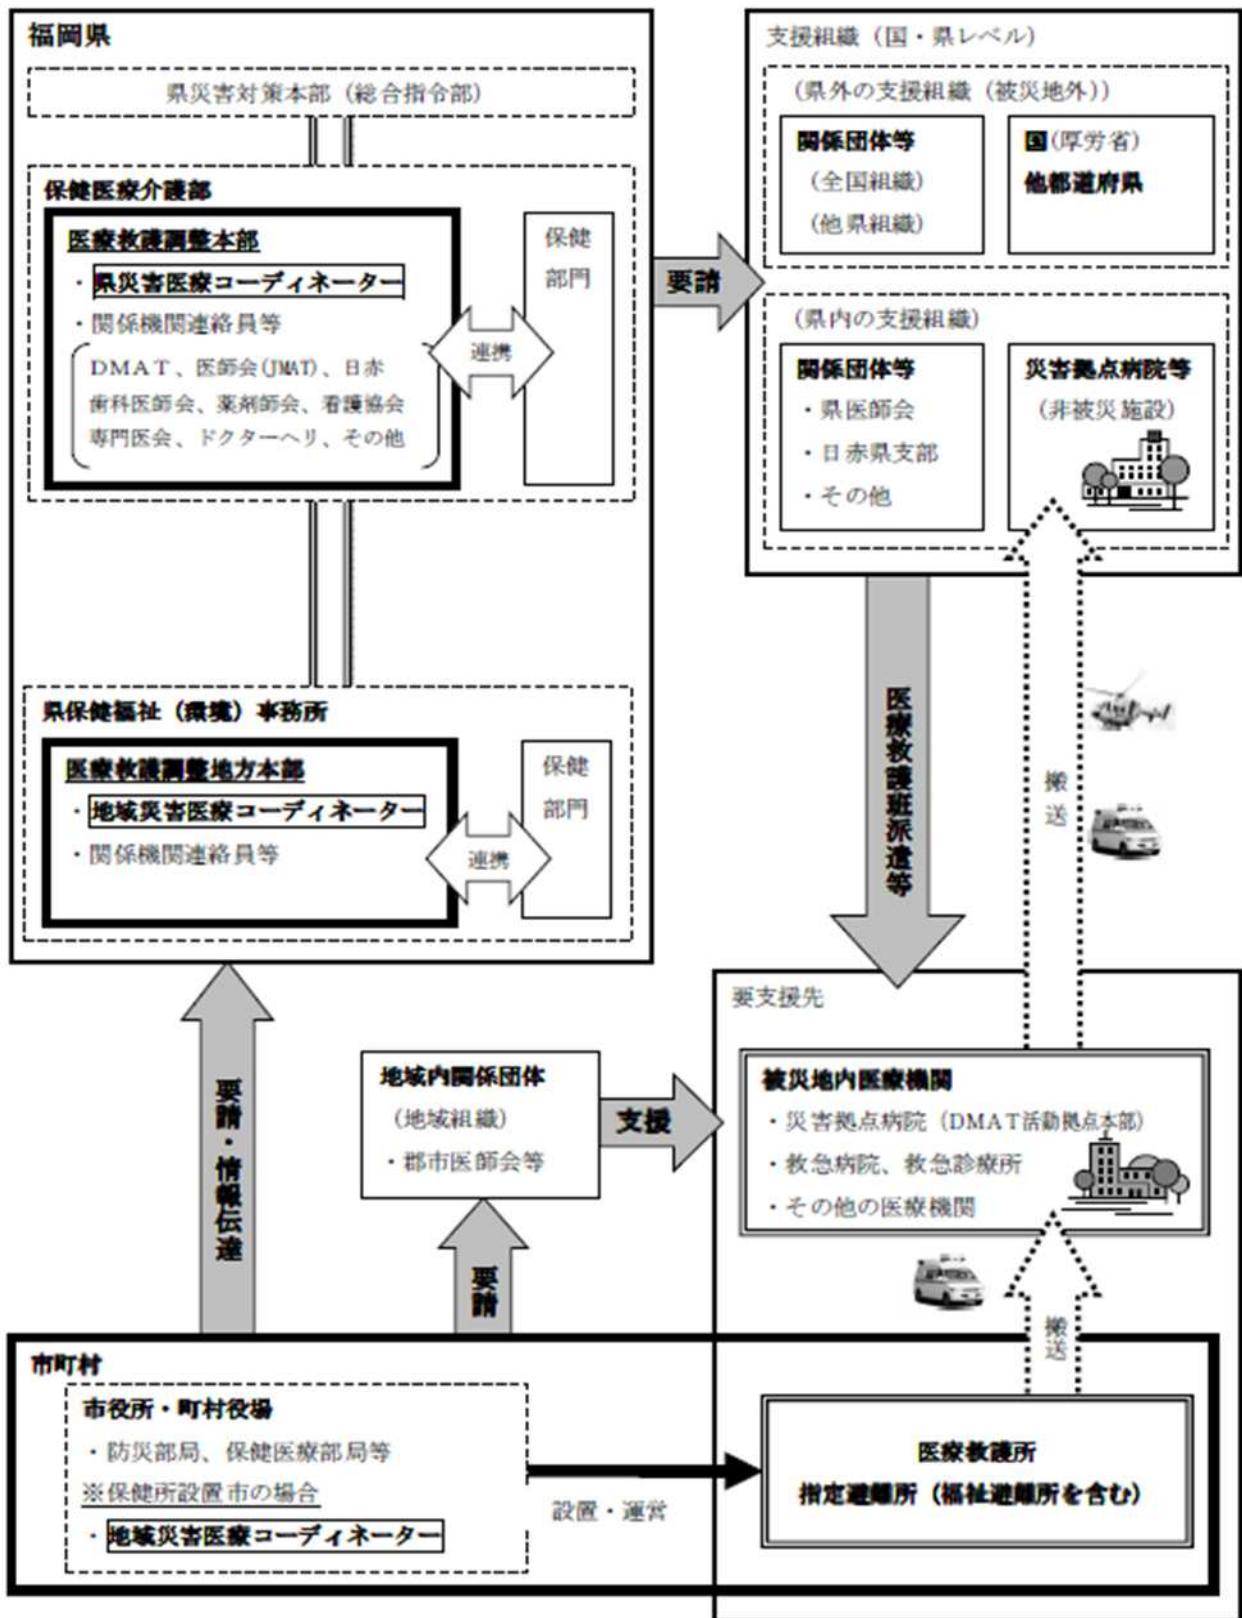 福岡県
県災害対策本部（総合指令部）
保健医療介護部
医療救護調整本部
・県災害医療コーディネーター
・関係機関連絡員等
DMAT、医師会(JMAT)、日赤
歯科医師会、薬剤師会、看護協会
専門医会、ドクターヘリ、その他
連携
保健
部門
県保健福祉（環境）事務所
医療救護調整地方本部
・地域災害医療コーディネーター
・関係機関連絡員等
連携
保健
部門
要請
支援組織（国・県レベル）
（県外の支援組織（被災地外））
関係団体等
（全国組織）
（他県組織）
国(厚労省)
他都道府県
（県内の支援組織）
関係団体等
・県医師会
・日赤県支部
・その他
災害拠点病院等
（非被災施設）
医療救護班派遣等
搬送
要請・情報伝達
地域内関係団体
（地域組織）
・郡市医師会等
支援
要請
要支援先
被災地内医療機関
・災害拠点病院（DMAT活動拠点本部）
・救急病院、救急診療所
・その他の医療機関
搬送
市町村
市役所・町村役場
・防災部局、保健医療部局等
※保健所設置市の場合
・地域災害医療コーディネーター
設置・運営
医療救護所
指定避難所（福祉避難所を含む）